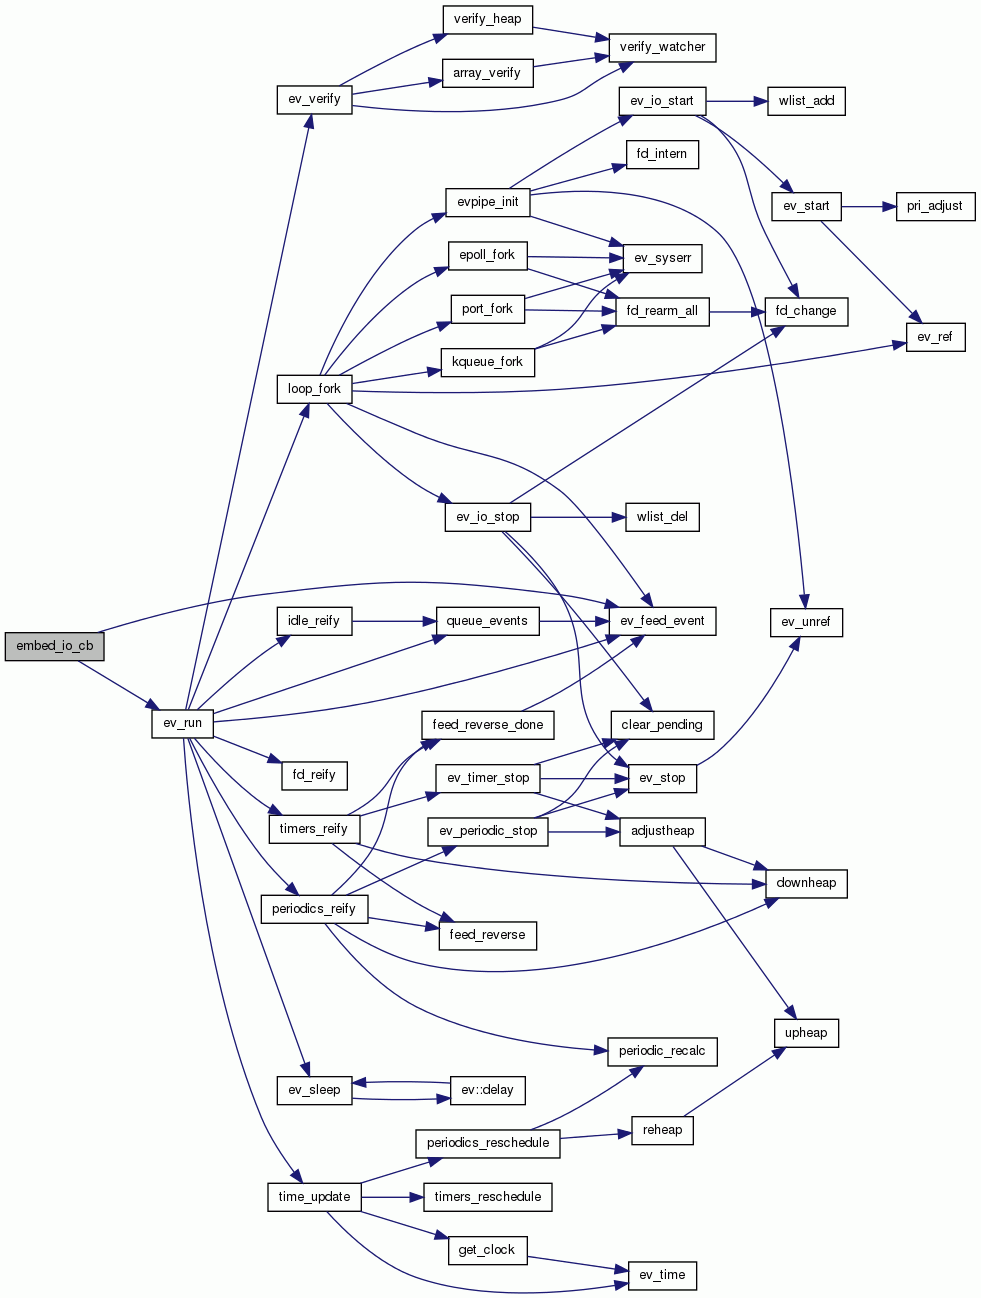 verify_heap
verify_watcher
array_verify
ev_verify
ev_io_start
wlist_add
fd_intern
evpipe_init
ev_start
pri_adjust
epoll_fork
ev_syserr
port_fork
fd_rearm_all
fd_change
ev_ref
kqueue_fork
loop_fork
ev_io_stop
wlist_del
idle_reify
queue_events
ev_feed_event
ev_unref
embed_io_cb
ev_run
feed_reverse_done
clear_pending
fd_reify
ev_timer_stop
ev_stop
timers_reify
ev_periodic_stop
adjustheap
downheap
periodics_reify
feed_reverse
upheap
periodic_recalc
ev_sleep
ev::delay
reheap
periodics_reschedule
time_update
timers_reschedule
get_clock
ev_time